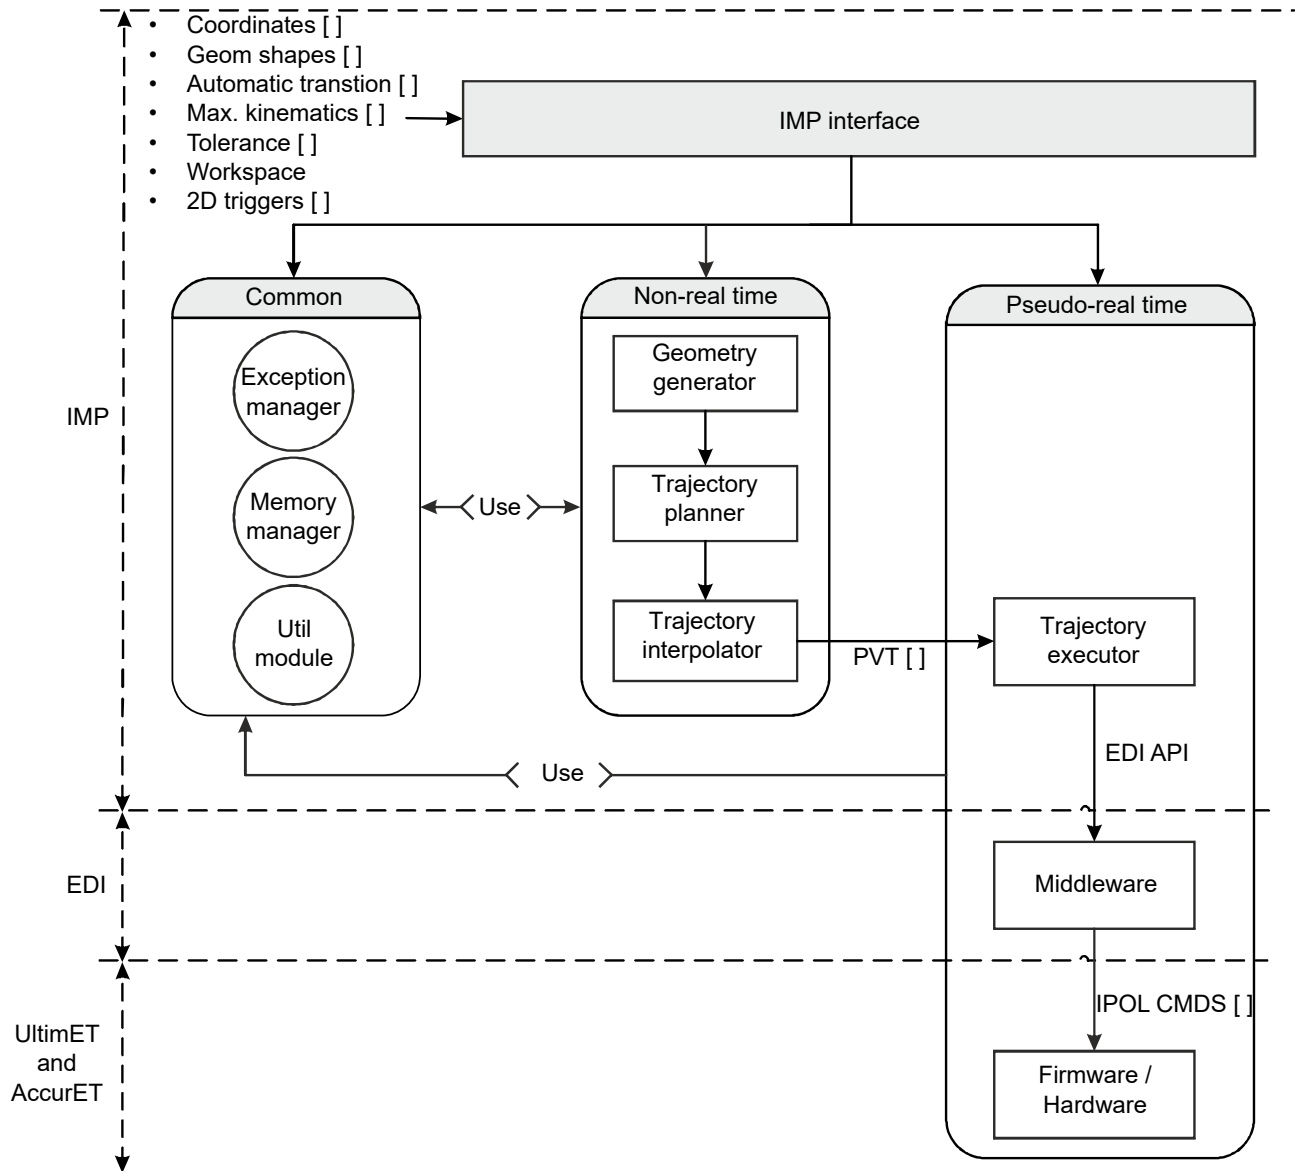 • Coordinates [ ]
• Geom shapes [ ]
• Automatic transtion [ ]
• Max. kinematics [ ]
• Tolerance [ ]
• Workspace
• 2D triggers [ ]
IMP interface
Common
Non-real time
Pseudo-real time
Exception
manager
Memory
manager
Util
module
Use
Geometry
generator
Trajectory
planner
Trajectory
interpolator
PVT [ ]
Trajectory
executor
IMP
Use
EDI API
EDI
Middleware
IPOL CMDS [ ]
UltimET
and
AccurET
Firmware /
Hardware